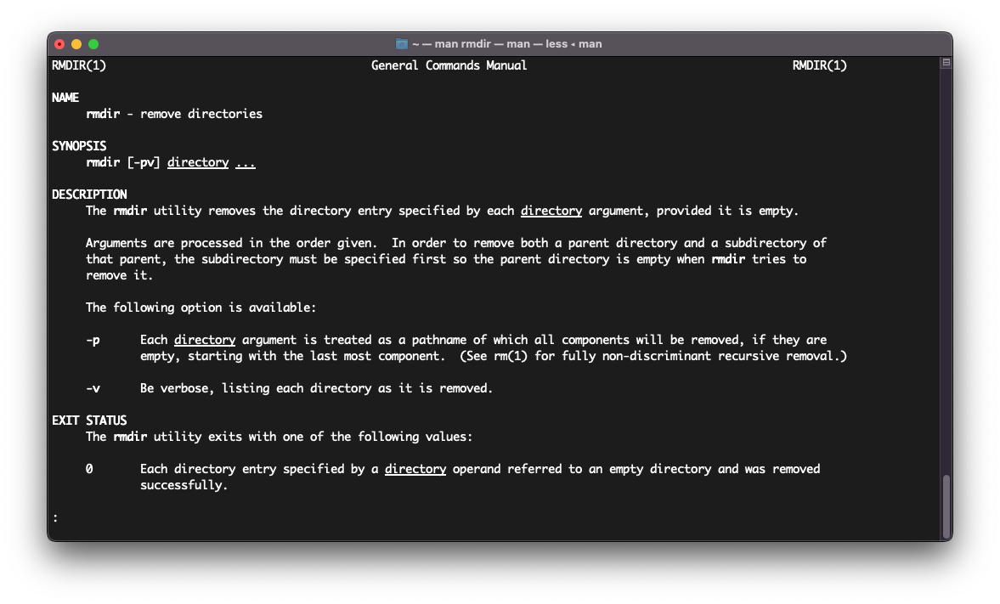 ~ — man rmdir — man — less ◂ man
RMDIR(1) General Commands Manual RMDIR(1)
NAME
rmdir - remove directories
SYNOPSIS
rmdir [-pv] directory ...
DESCRIPTION
The rmdir utility removes the directory entry specified by each directory argument, provided it is empty.
Arguments are processed in the order given.  In order to remove both a parent directory and a subdirectory of
that parent, the subdirectory must be specified first so the parent directory is empty when rmdir tries to
remove it.
The following option is available:
-p Each directory argument is treated as a pathname of which all components will be removed, if they are
empty, starting with the last most component.  (See rm(1) for fully non-discriminant recursive removal.)
-v Be verbose, listing each directory as it is removed.
EXIT STATUS
The rmdir utility exits with one of the following values:
0 Each directory entry specified by a directory operand referred to an empty directory and was removed
successfully.
: